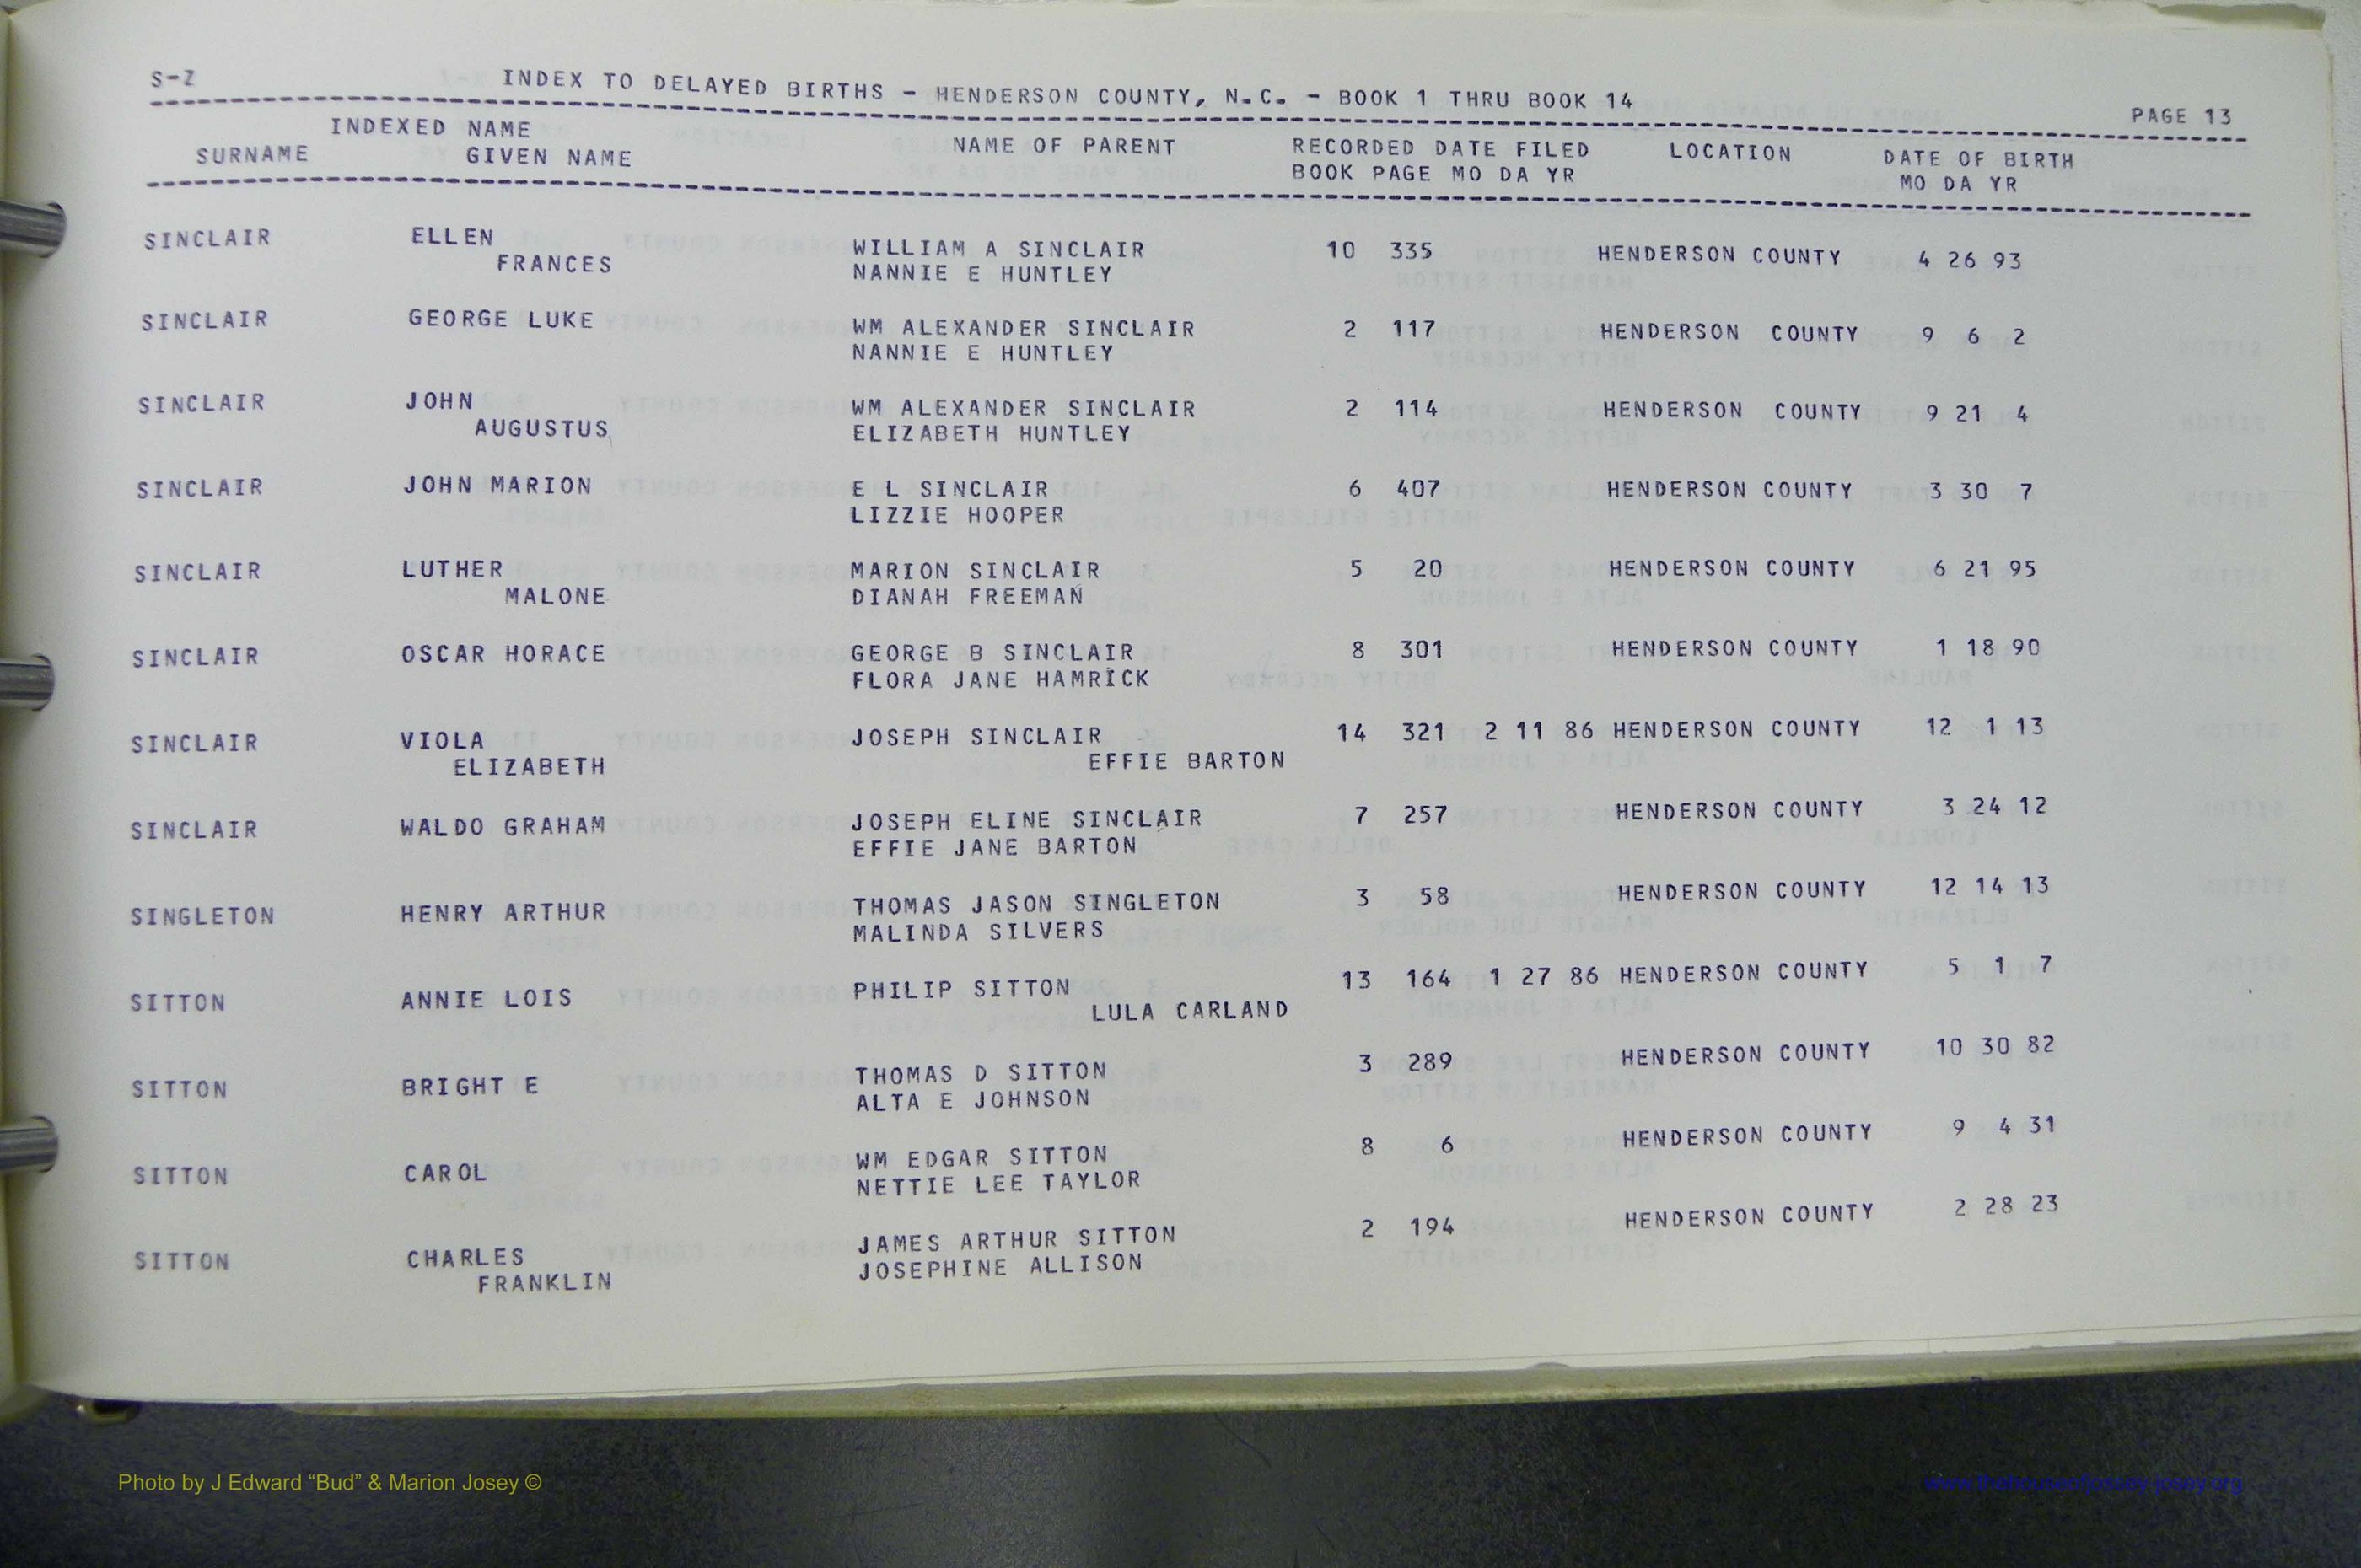 S-Z INDEX TO DELAYED BIRTHS - HENDERSON COUNTY, N.C. - BOOK 1 THRU BOOK 14 PAGE 13
INDEXED NAME NAME OF PARENT RECORDED DATE FILED LOCATION DATE OF BIRTH
SURNAME GIVEN NAME BOOK PAGE MO DA YR MO DA YR
SINCLAIR ELLEN WILLIAM A SINCLAIR 10 335 HENDERSON COUNTY 4 26 93
FRANCES NANNIE E HUNTLEY
SINCLAIR GEORGE LUKE WM ALEXANDER SINCLAIR 2 117 HENDERSON COUNTY 9 6 2
NANNIE E HUNTLEY
SINCLAIR JOHN WM ALEXANDER SINCLAIR 2 114 HENDERSON COUNTY 9 21 4
AUGUSTUS ELIZABETH HUNTLEY
SINCLAIR JOHN MARION E L SINCLAIR 6 407 HENDERSON COUNTY 3 30 7
LIZZIE HOOPER
SINCLAIR LUTHER MARION SINCLAIR 5 20 HENDERSON COUNTY 6 21 95
MALONE DIANAH FREEMAN
SINCLAIR OSCAR HORACE GEORGE B SINCLAIR 8 301 HENDERSON COUNTY 1 18 90
FLORA JANE HAMRICK
SINCLAIR VIOLA JOSEPH SINCLAIR 14 321 2 11 86 HENDERSON COUNTY 12 1 13
ELIZABETH EFFIE BARTON
SINCLAIR WALDO GRAHAM JOSEPH ELINE SINCLAIR 7 257 HENDERSON COUNTY 3 24 12
EFFIE JANE BARTON
SINGLETON HENRY ARTHUR THOMAS JASON SINGLETON 3 58 HENDERSON COUNTY 12 14 13
MALINDA SILVERS
SITTON ANNIE LOIS PHILIP SITTON 13 164 1 27 86 HENDERSON COUNTY 5 1 7
LULA CARLAND
SITTON BRIGHT E THOMAS D SITTON 3 289 HENDERSON COUNTY 10 30 82
ALTA E JOHNSON
SITTON CAROL WM EDGAR SITTON 8 6 HENDERSON COUNTY 9 4 31
NETTIE LEE TAYLOR
SITTON CHARLES JAMES ARTHUR SITTON 2 194 HENDERSON COUNTY 2 28 23
FRANKLIN JOSEPHINE ALLISON
Photo by J Edward “Bud” & Marion Josey ©